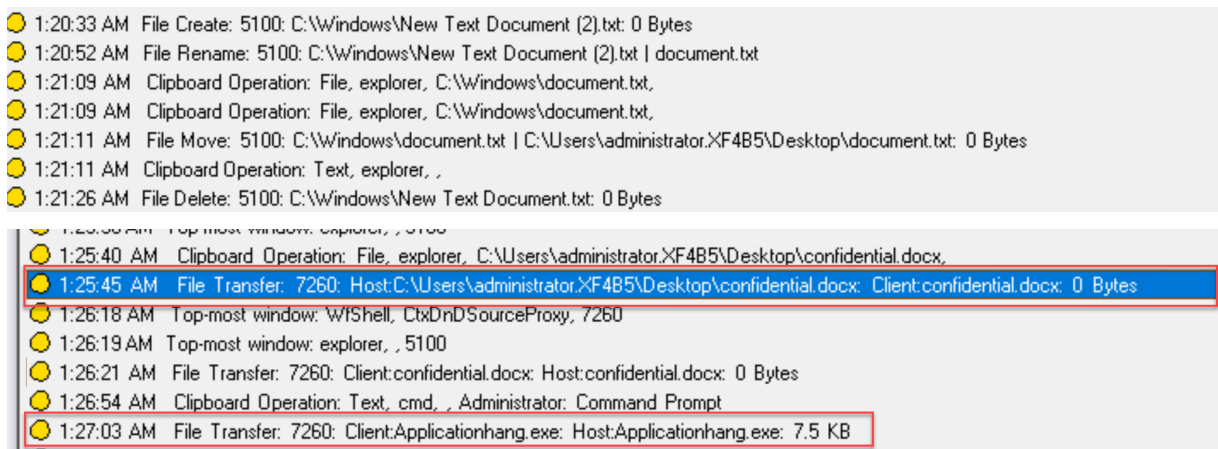 1:20:33 AM File Create: 5100: C:\Windows\New Text Document (2).txt: 0 Bytes
1:20:52 AM File Rename: 5100: C:\Windows\New Text Document (2).txt | document.txt
1:21:09 AM Clipboard Operation: File, explorer, C:\Windows\document.txt,
1:21:09 AM Clipboard Operation: File, explorer, C:\Windows\document.txt,
1:21:11 AM File Move: 5100: C:\Windows\document.txt | C:\Users\administrator.XF4B5\Desktop\document.txt: 0 Bytes
1:21:11 AM Clipboard Operation: Text, explorer, ,
1:21:26 AM File Delete: 5100: C:\Windows\New Text Document.txt: 0 Bytes
AM Top-most window: explorer, , 5100
1:25:40 AM Clipboard Operation: File, explorer, C:\Users\administrator.XF4B5\Desktop\confidential.docx,
1:25:45 AM File Transfer: 7260: Host:C:\Users\administrator.XF4B5\Desktop\confidential.docx: Client:confidential.docx: 0 Bytes
1:26:18 AM Top-most window: WfShell, CtxDnDSourceProxy, 7260
1:26:19 AM Top-most window: explorer, , 5100
1:26:21 AM File Transfer: 7260: Client:confidential.docx: Host:confidential.docx: 0 Bytes
1:26:54 AM Clipboard Operation: Text, cmd, , Administrator: Command Prompt
1:27:03 AM File Transfer: 7260: Client:Applicationhang.exe: Host:Applicationhang.exe: 7.5 KB